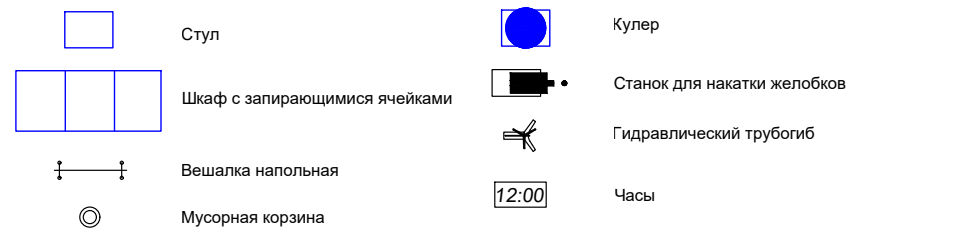 Стул
Шкаф с запирающимися ячейками
Вешалка напольная
Мусорная корзина
Кулер
Станок для накатки желобков
Гидравлический трубогиб
12:00
Часы